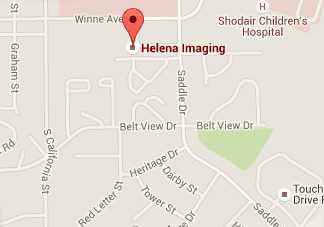 Winne Ave
Shodair Children's
Hospital
H
Helena Imaging
Graham St
Saddle Dr
S California St
Belt View Dr
Belt View Dr
Rd
Heritage Dr
Darby St
Red Letter St
Tower St
Touch
Drive
Saddle